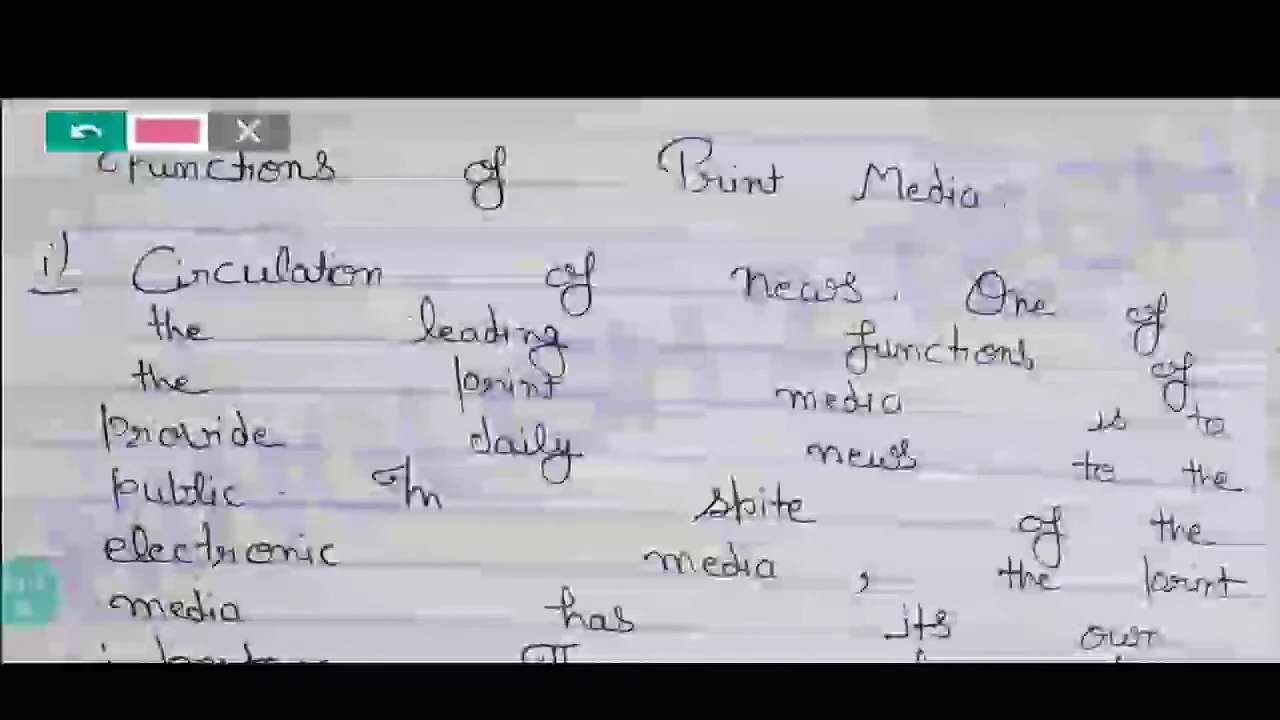 Functions of Print Media.
i) Circulation of news. One of
the leading functions of
the print media is to
provide daily news to the
public. In spite of the
electronic media, the print
media has its own